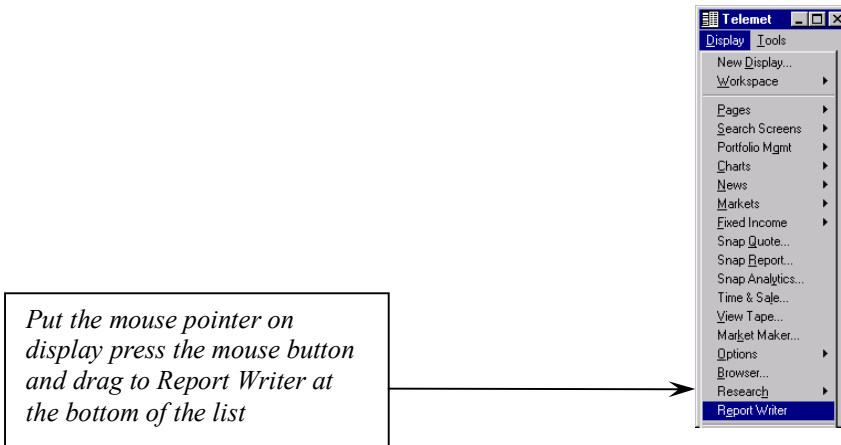 Telemet
Display Tools
New Display...
Workspace
Pages
Search Screens
Portfolio Mgmt
Charts
News
Markets
Fixed Income
Snap Quote...
Snap Report...
Snap Analytics...
Time & Sale...
View Tape...
Market Maker...
Options
Browser...
Research
Report Writer
Put the mouse pointer on
display press the mouse button
and drag to Report Writer at
the bottom of the list